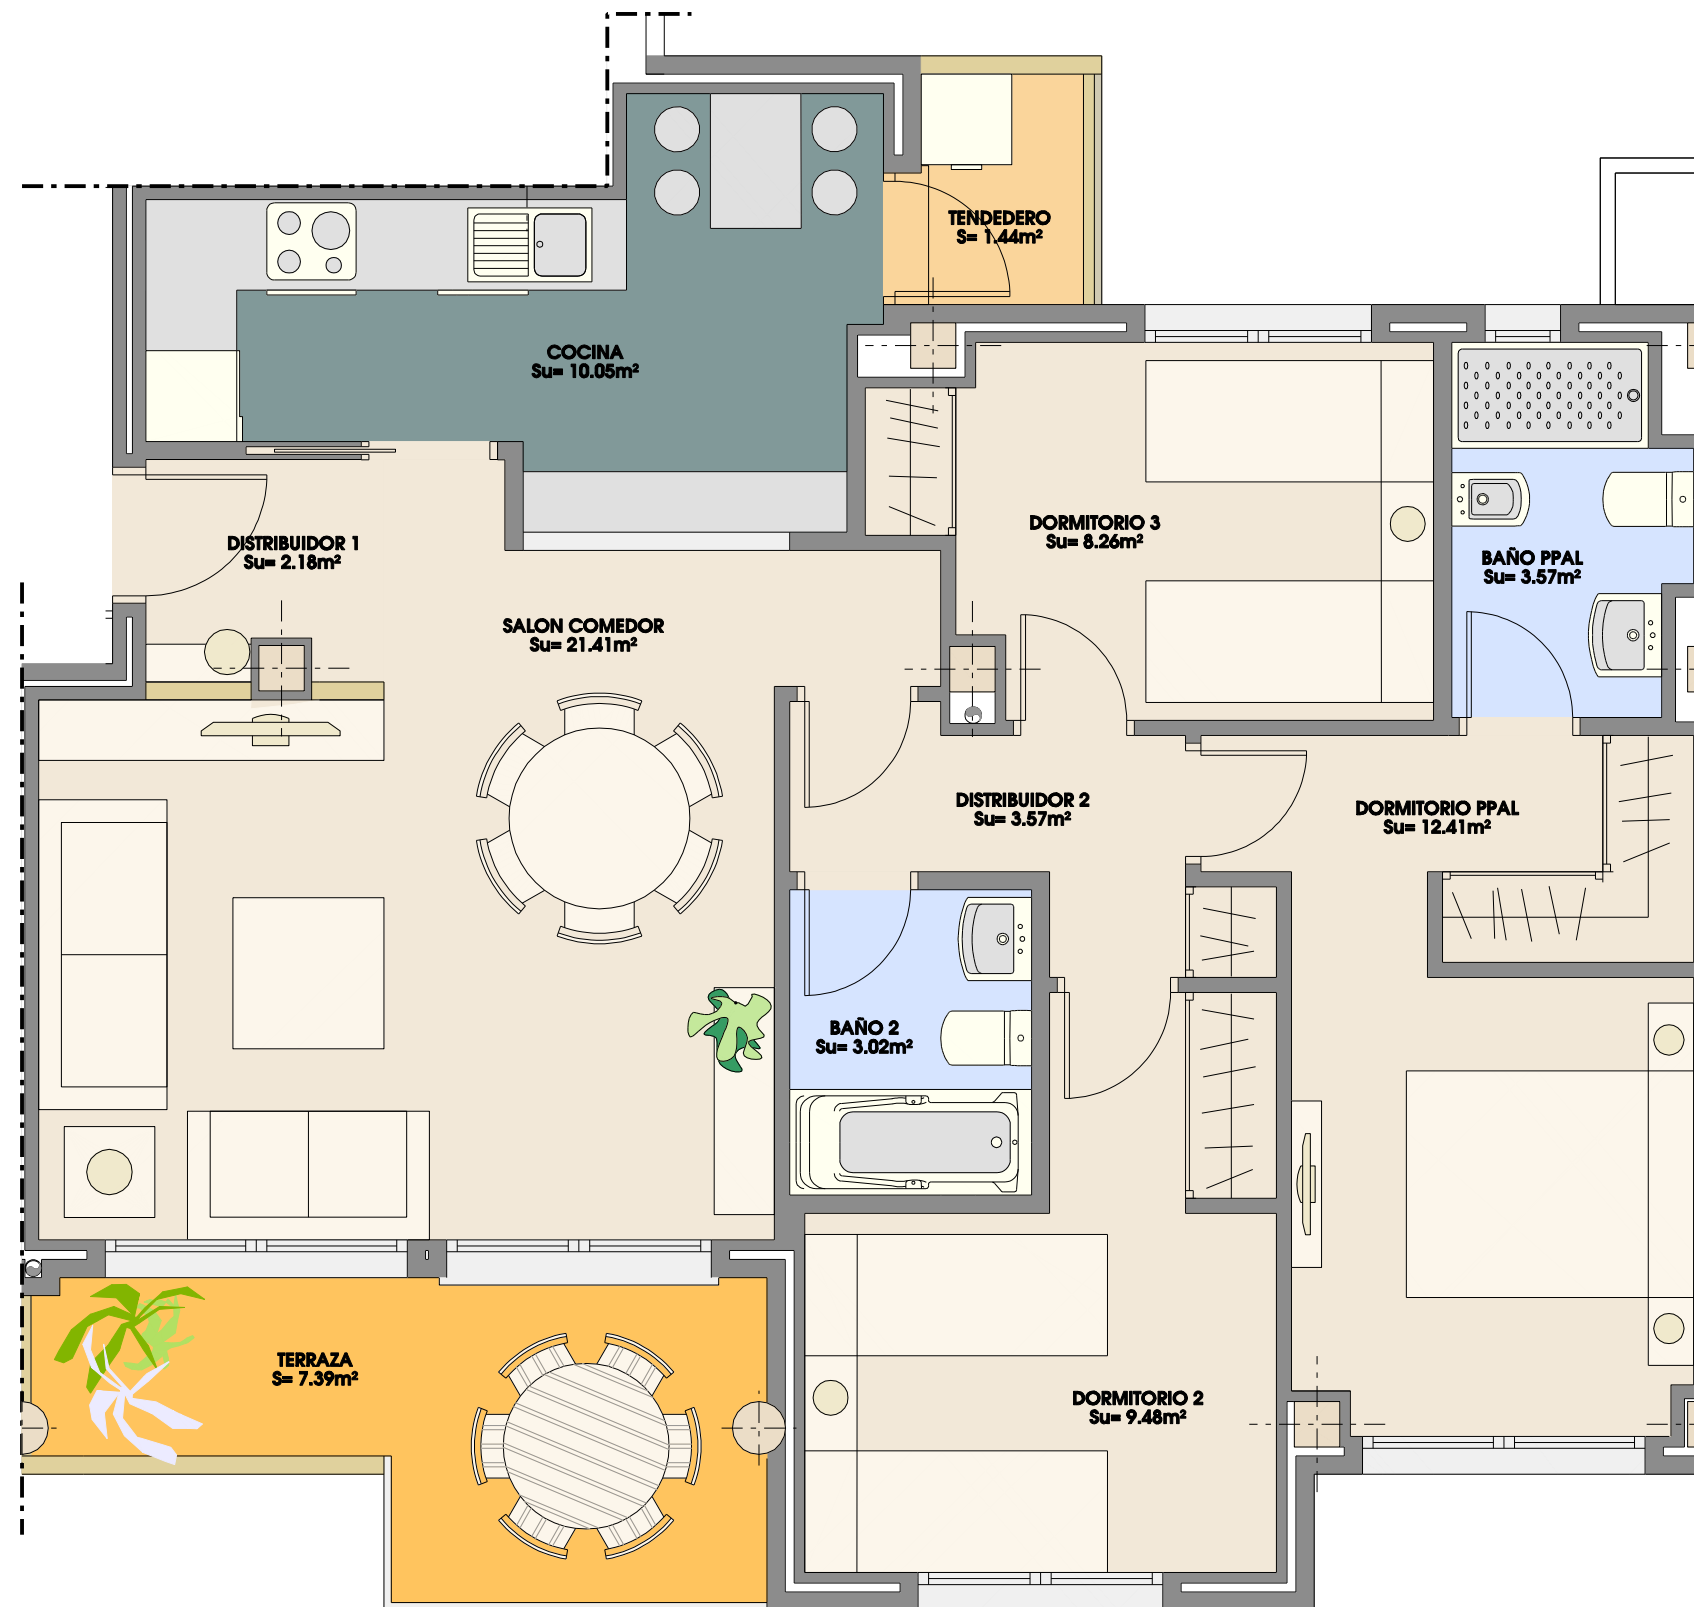 TENDEDERO
S= 1.44m²
COCINA
Su= 10.05m²
DORMITORIO 3
Su= 8.26m²
DISTRIBUIDOR 1
Su= 2.18m²
BAÑO PPAL
Su= 3.57m²
SALON COMEDOR
Su= 21.41m²
DISTRIBUIDOR 2
Su= 3.57m²
DORMITORIO PPAL
Su= 12.41m²
BAÑO 2
Su= 3.02m²
TERRAZA
S= 7.39m²
DORMITORIO 2
Su= 9.48m²